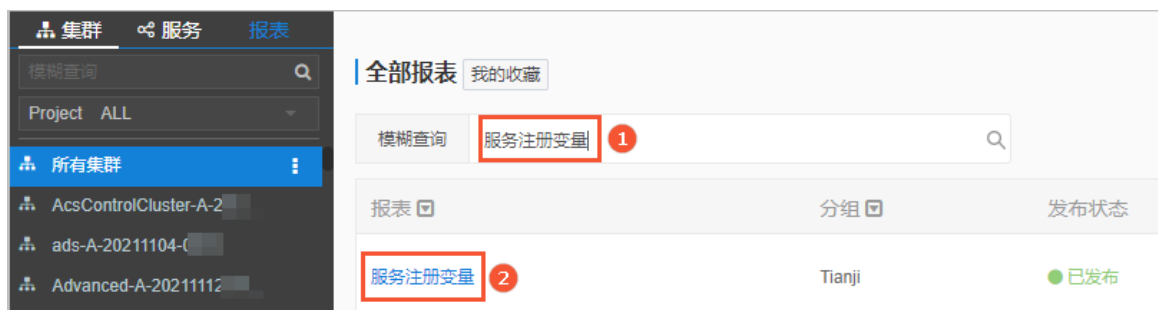 集群 服务 报表
模糊查询
Project ALL
所有集群
AcsControlCluster-A-2
ads-A-20211104-0
Advanced-A-20211112
全部报表 我的收藏
模糊查询 服务注册变量 1
报表 分组 发布状态
服务注册变量 2 Tianji 已发布